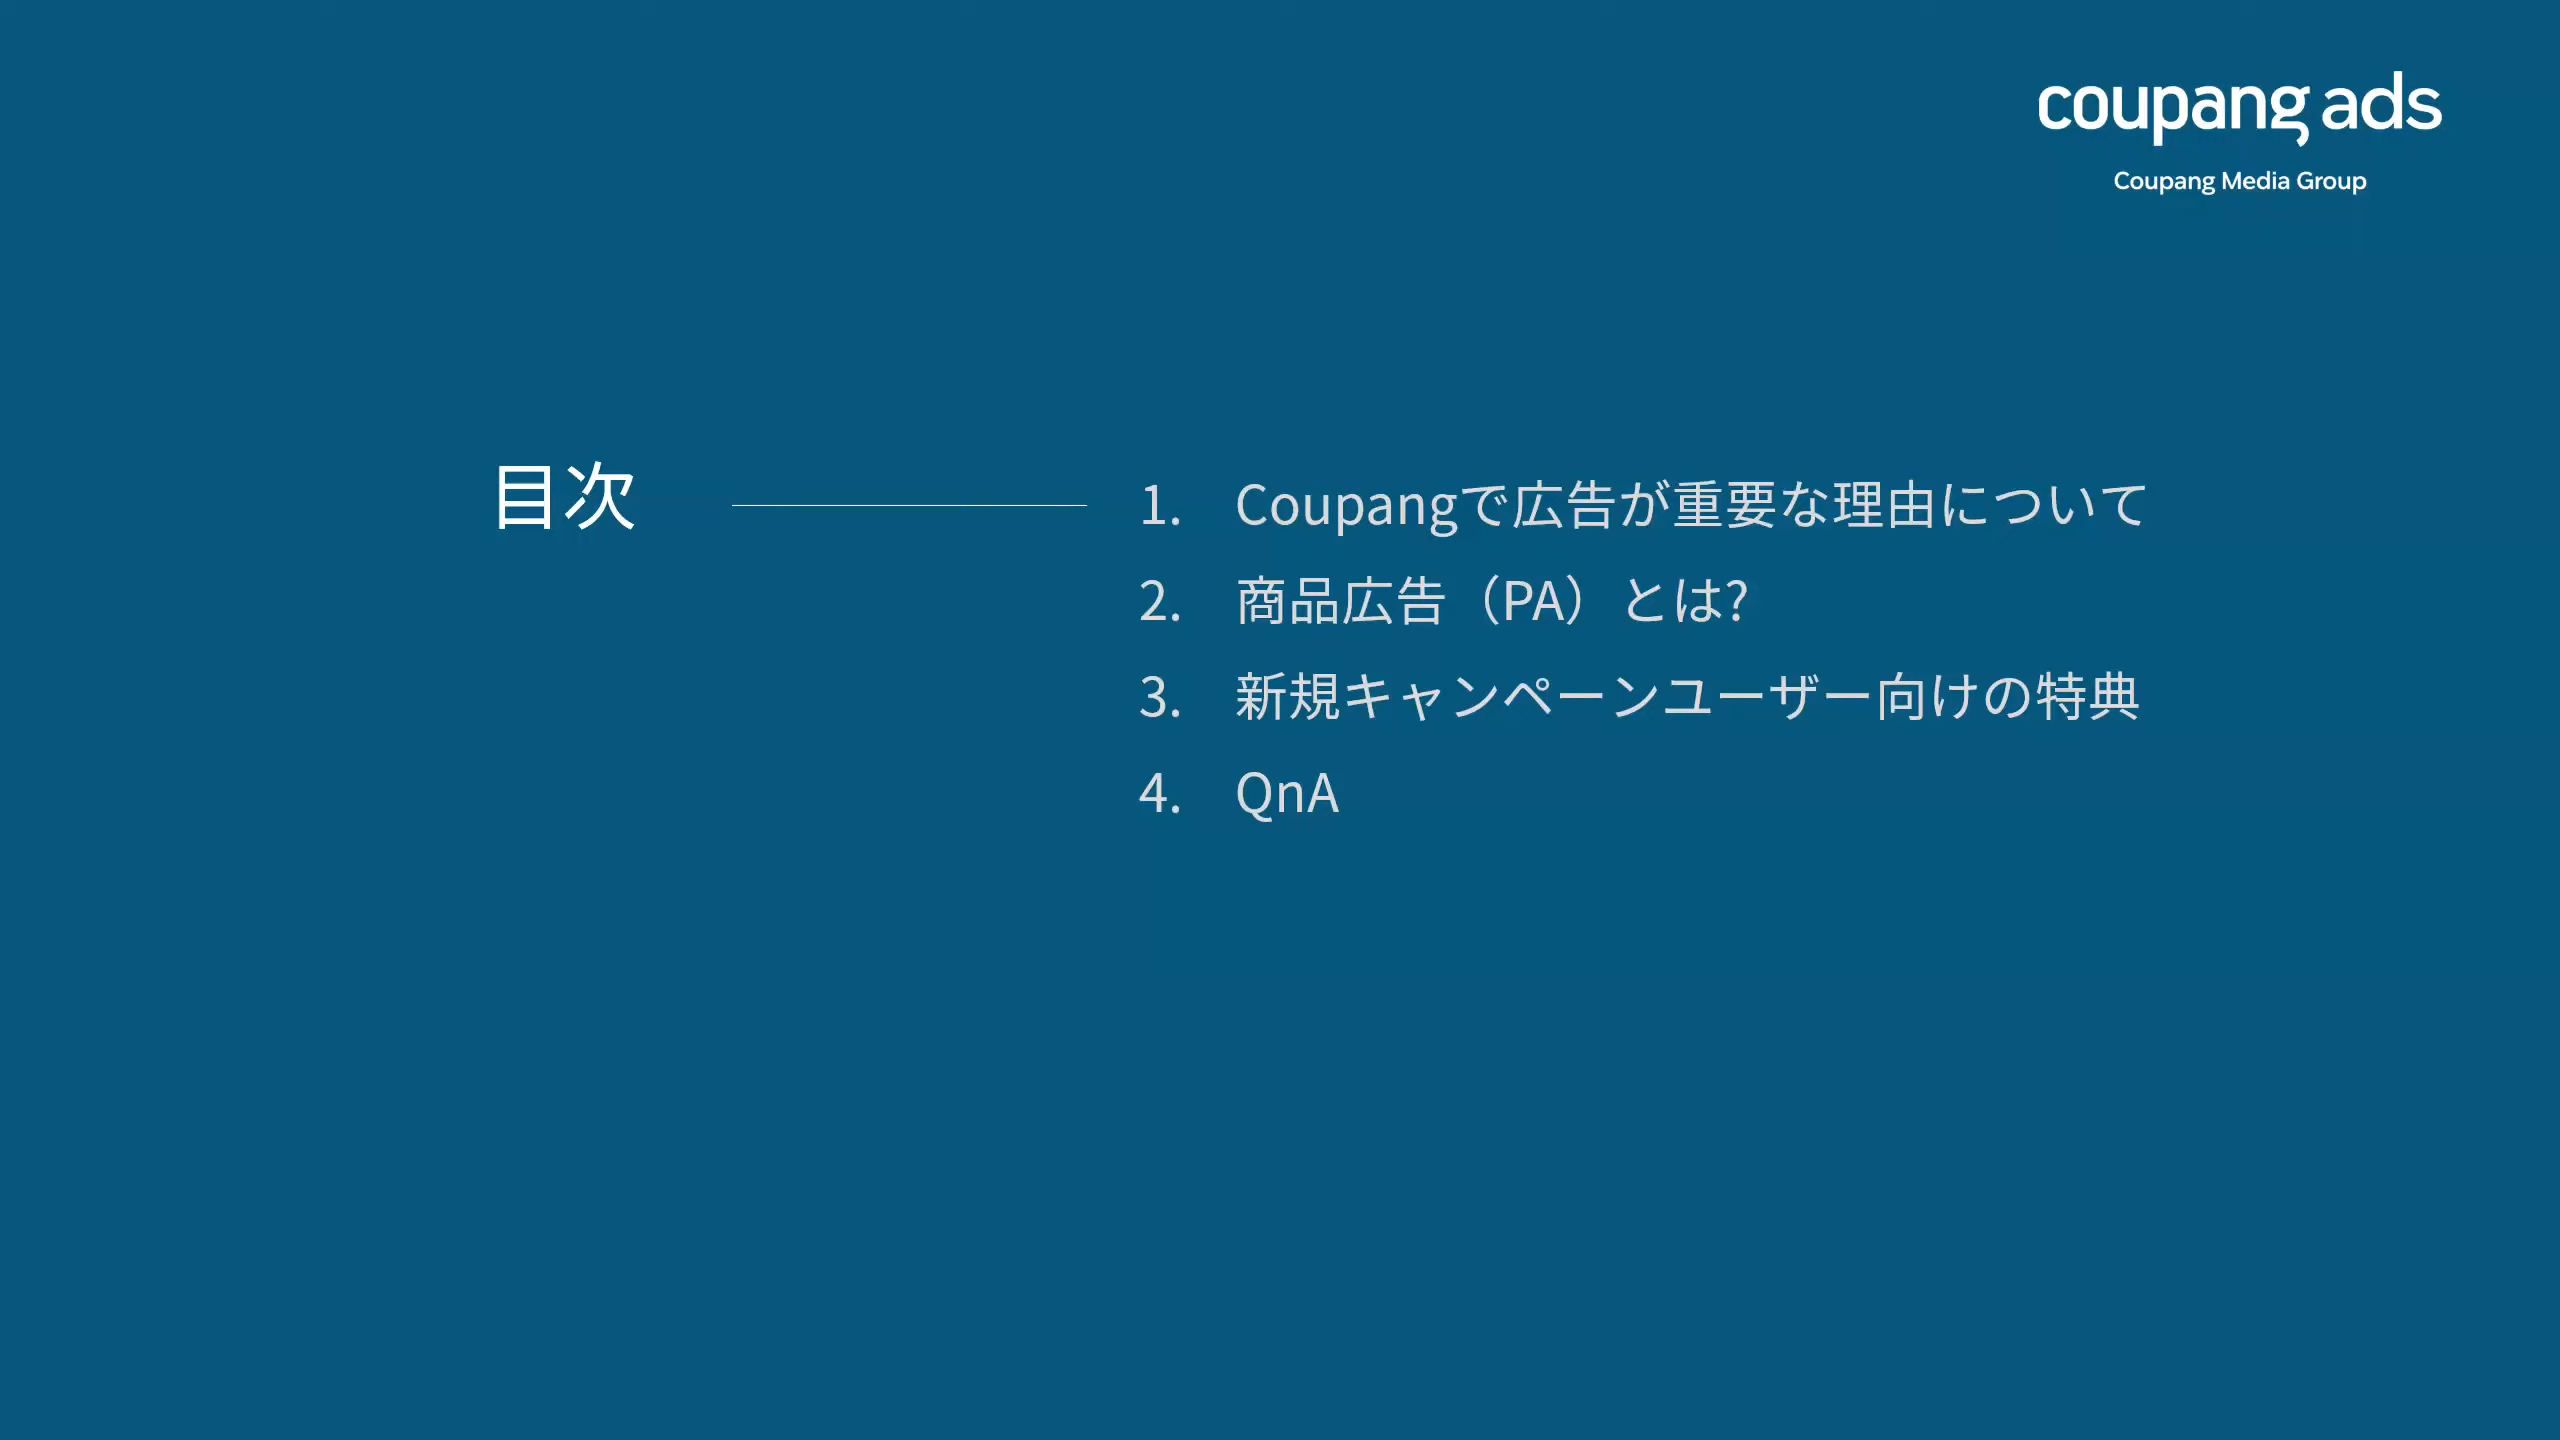 coupang ads
Coupang Media Group
目次
1. Coupangで広告が重要な理由について
2. 商品広告（PA）とは?
3. 新規キャンペーンユーザー向けの特典
4. QnA